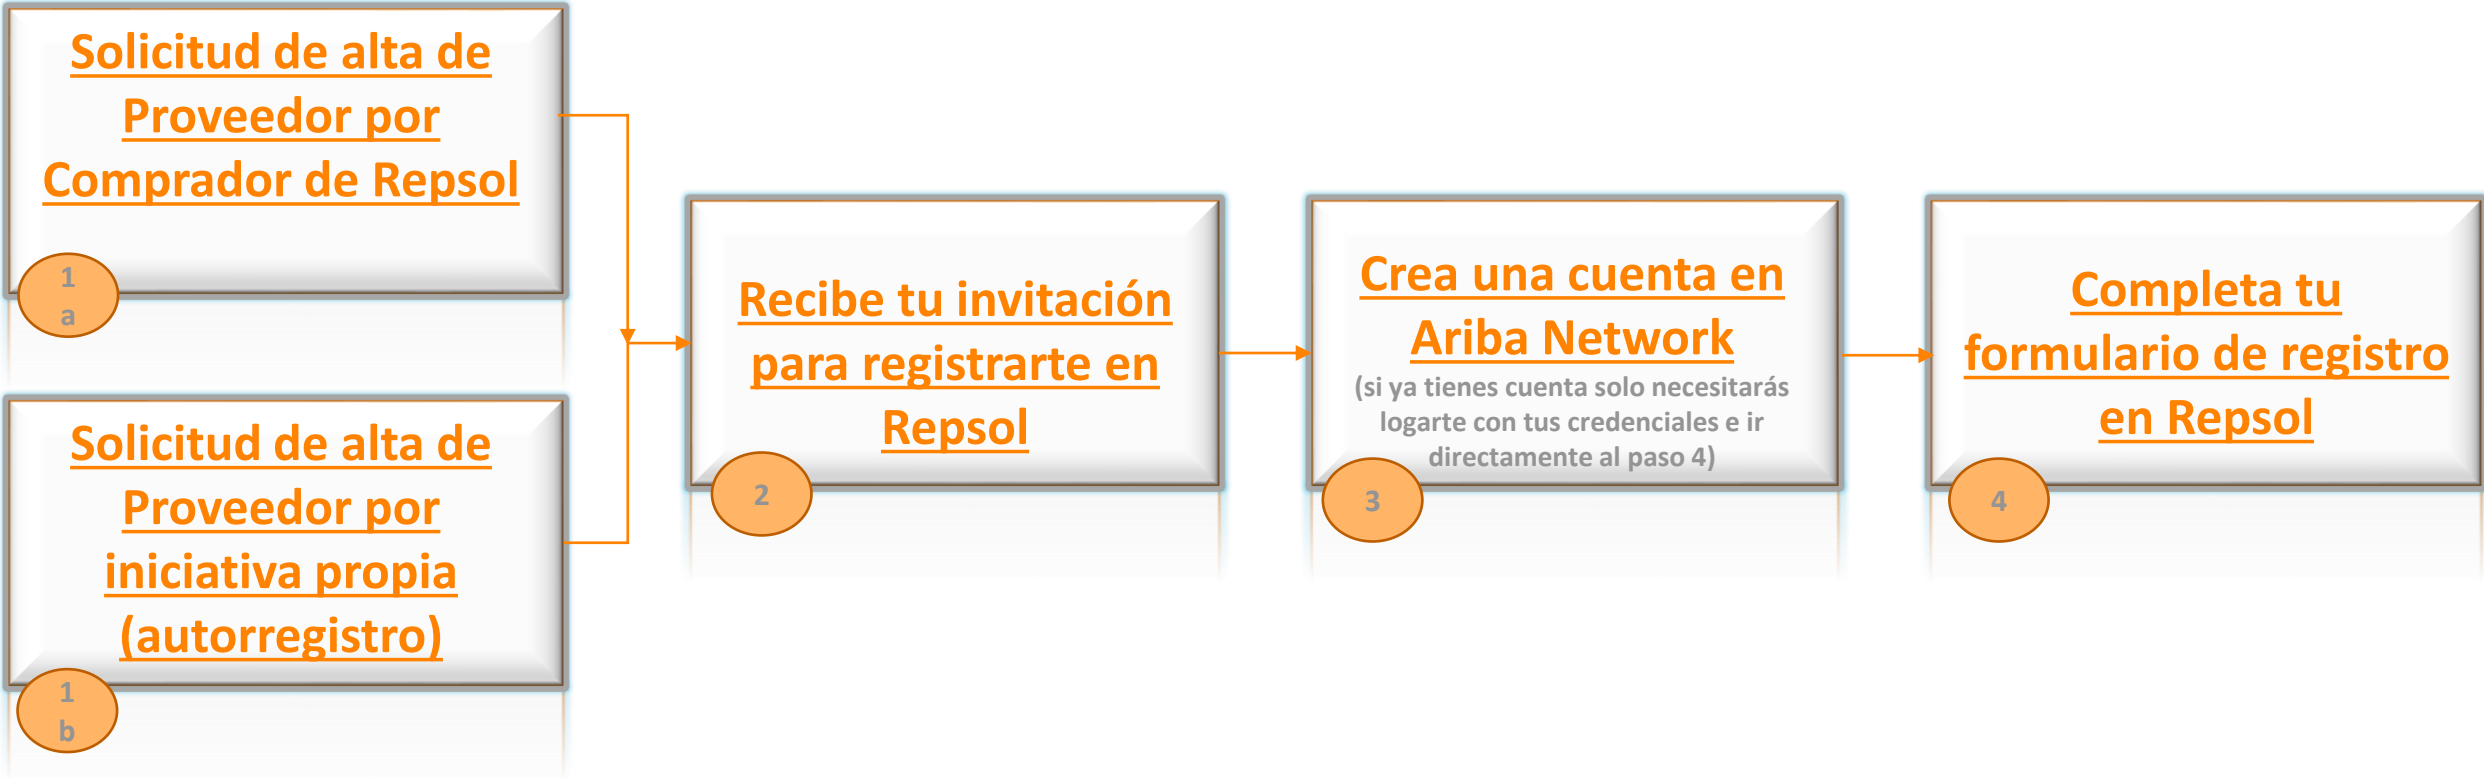 Solicitud de alta de
Proveedor por
Comprador de Repsol
1
a
Solicitud de alta de
Proveedor por
iniciativa propia
(autorregistro)
1
b
Recibe tu invitación
para registrarte en
Repsol
2
Crea una cuenta en
Ariba Network
(si ya tienes cuenta solo necesitarás
logarte con tus credenciales e ir
directamente al paso 4)
3
Completa tu
formulario de registro
en Repsol
4